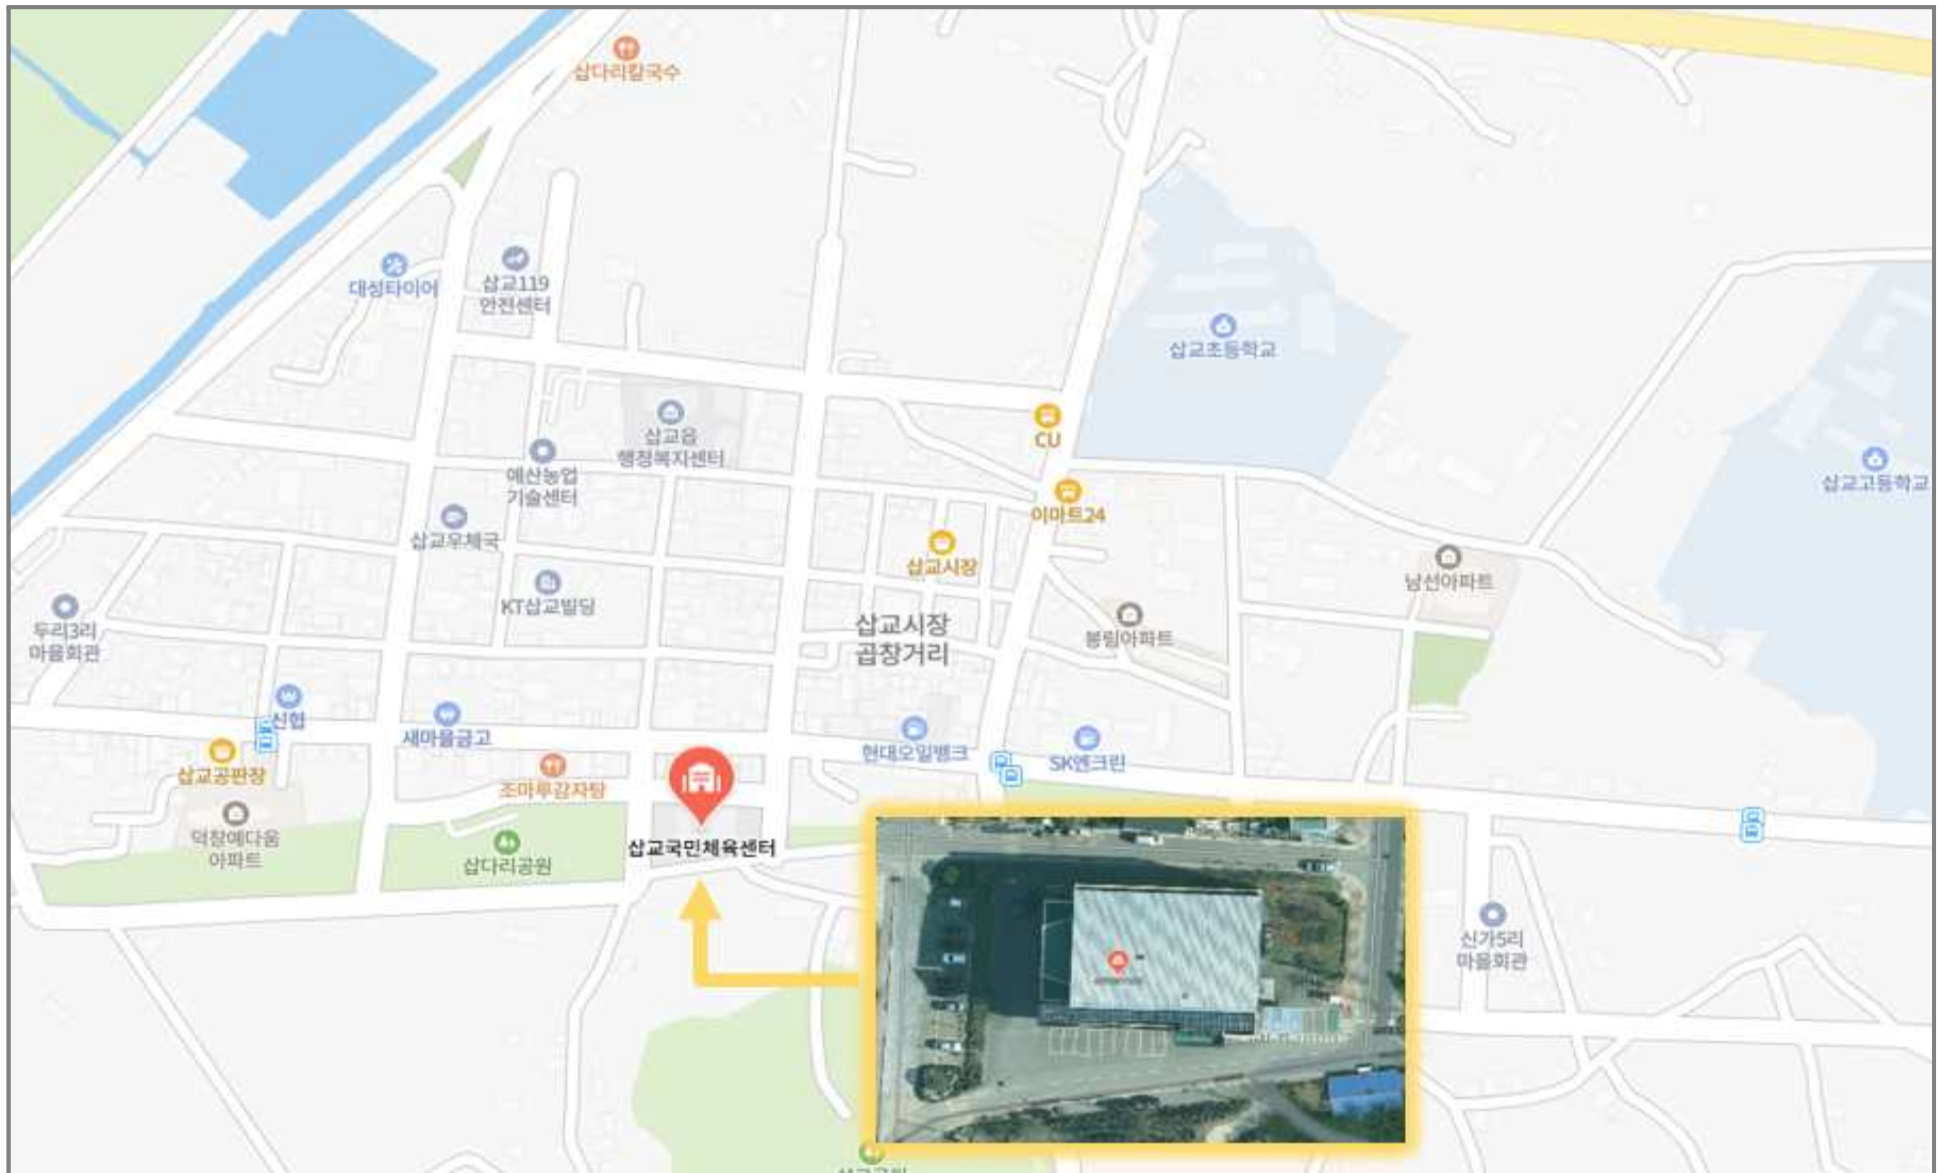 삽다리칼국수
대성타이어
삽교119
안전센터
삽교초등학교
CU
삽교읍
행정복지센터
예산농업
기술센터
삽교고등학교
이마트24
삽교우체국
삽교시장
남선아파트
KT삽교빌딩
두리3리
마을회관
삽교시장
곱창거리
봉림아파트
신협
새마을금고
현대오일뱅크
SK엔크린
삽교공판장
조마루감자탕
덕창예다움
아파트
삽다리공원
삽교국민체육센터
신가5리
마을회관